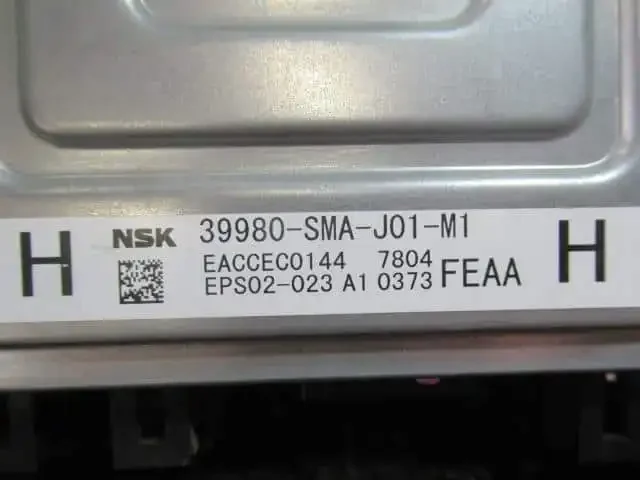 H NSK 39980-SMA-J01-M1 H
EACCEC0144 7804
EPS02-023 A1 0373 FEAA